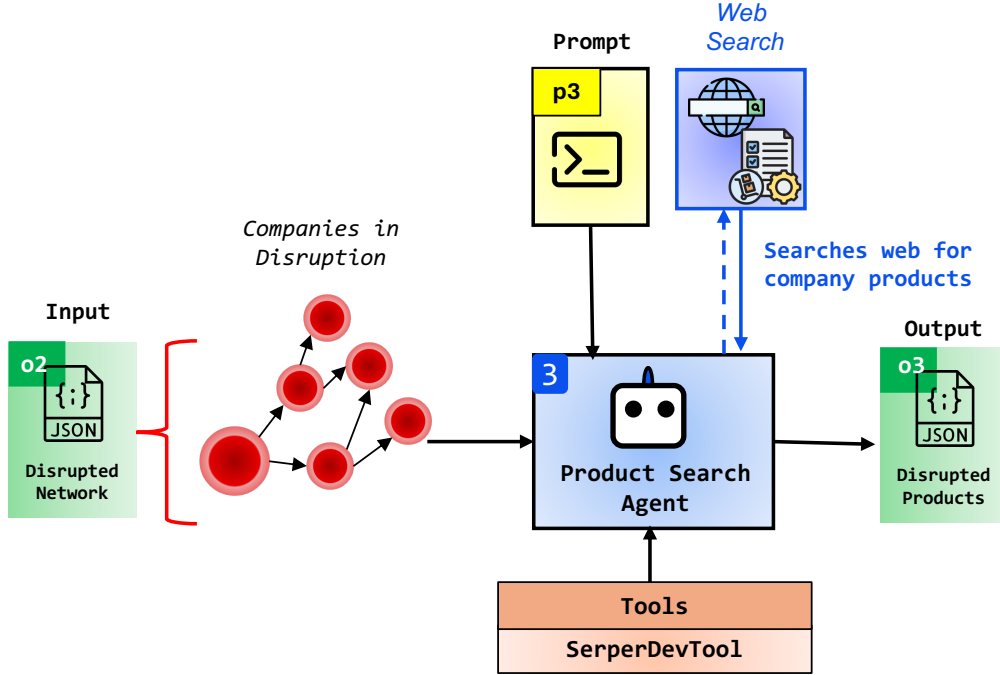 Web
Search
Prompt
p3
Companies in
Disruption
Searches web for
company products
Input
o2
{;}
JSON
Disrupted
Network
3
Product Search
Agent
Output
o3
{;}
JSON
Disrupted
Products
Tools
SerperDevTool